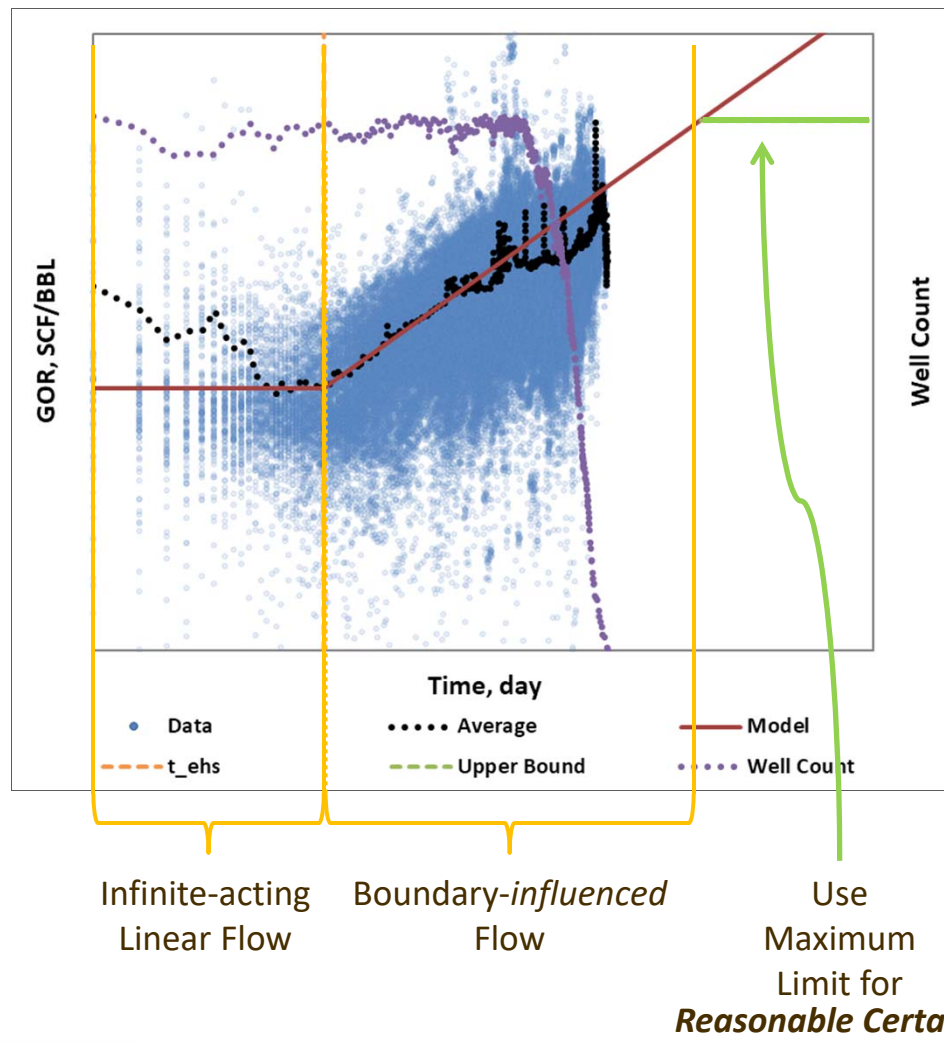 GOR, SCF/BBL
Well Count
Time, day
Data
Average
Model
t_ehs
Upper Bound
Well Count
Infinite-acting
Linear Flow
Boundary-influenced
Flow
Use
Maximum
Limit for
Reasonable Certa